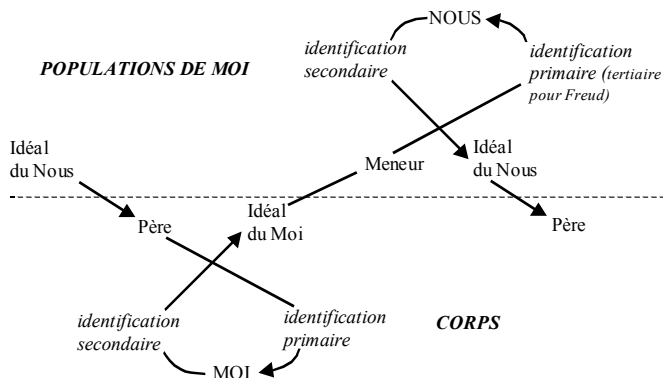 NOUS
identification
secondaire
identification
primaire (tertiaire
pour Freud)
POPULATIONS DE MOI
Idéal
du Nous
Meneur
Idéal
du Nous
Père
Idéal
du Moi
Père
identification
secondaire
identification
primaire
CORPS
MOI